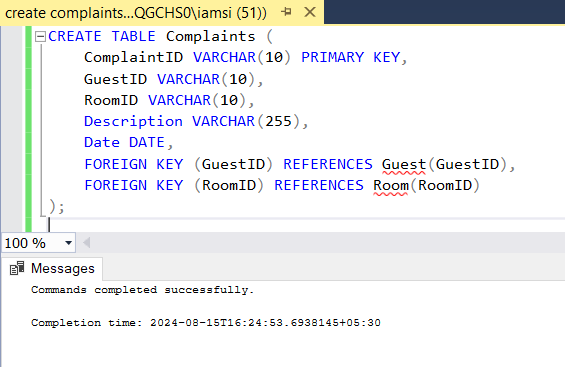 create complaints...QGCHS0\iamsi (51))
CREATE TABLE Complaints (
ComplaintID VARCHAR(10) PRIMARY KEY,
GuestID VARCHAR(10),
RoomID VARCHAR(10),
Description VARCHAR(255),
Date DATE,
FOREIGN KEY (GuestID) REFERENCES Guest(GuestID),
FOREIGN KEY (RoomID) REFERENCES Room(RoomID)
);
100 %
Messages
Commands completed successfully.
Completion time: 2024-08-15T16:24:53.6938145+05:30